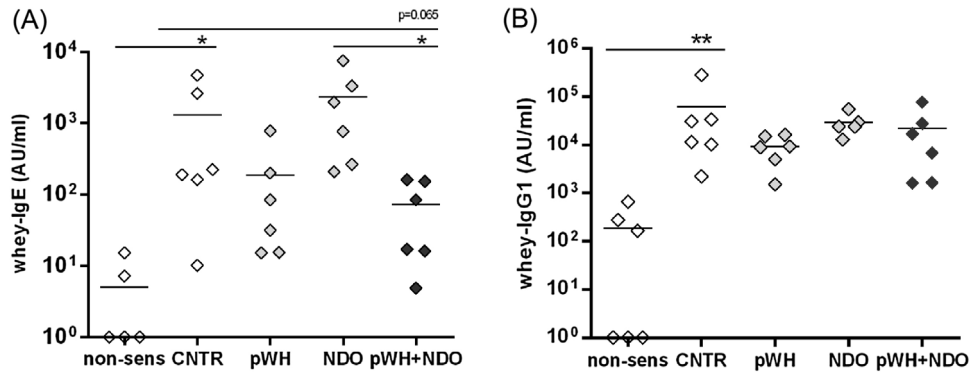 (A)
p=0.065
*
*
whey-IgE (AU/ml)
10⁴
10³
10²
10¹
10⁰
non-sens CNTR pWH NDO pWH+NDO
(B)
**
whey-IgG1 (AU/ml)
10⁶
10⁵
10⁴
10³
10²
10¹
10⁰
non-sens CNTR pWH NDO pWH+NDO